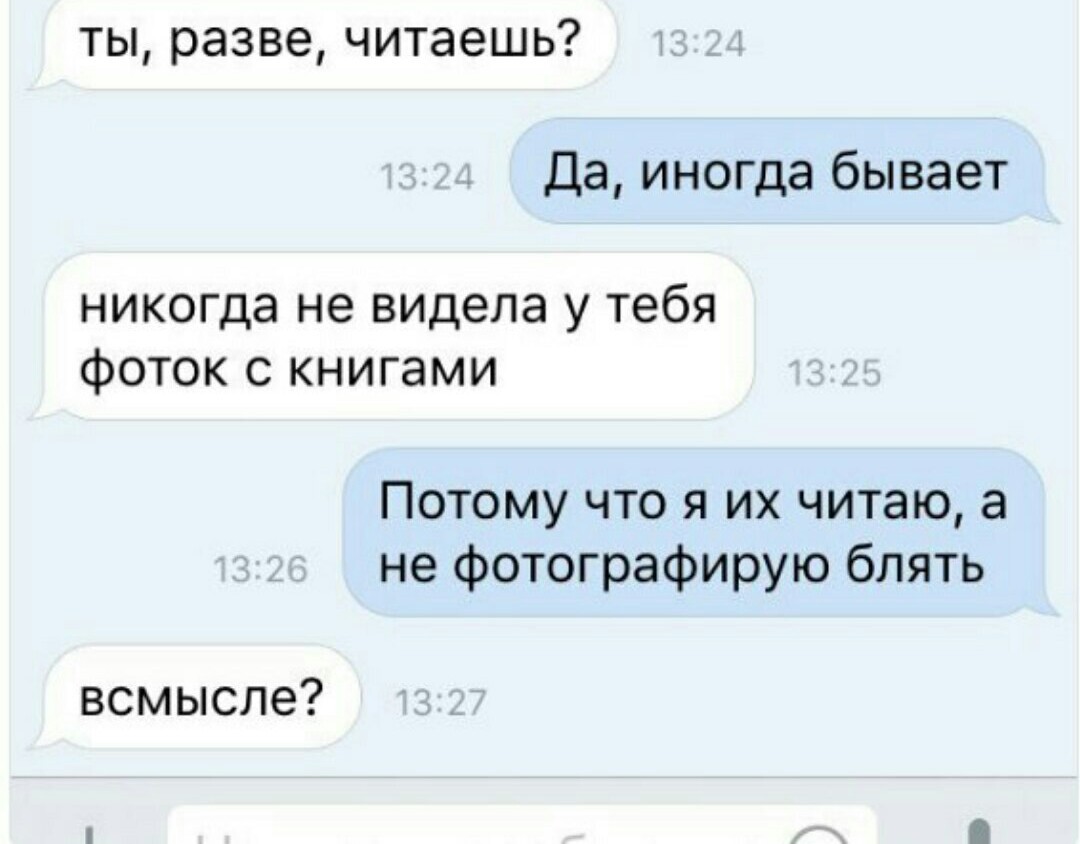 ты, разве, читаешь? 13:24
13:24 Да, иногда бывает
никогда не видела у тебя
фоток с книгами 13:25
Потому что я их читаю, а
13:26 не фотографирую блять
всмысле? 13:27